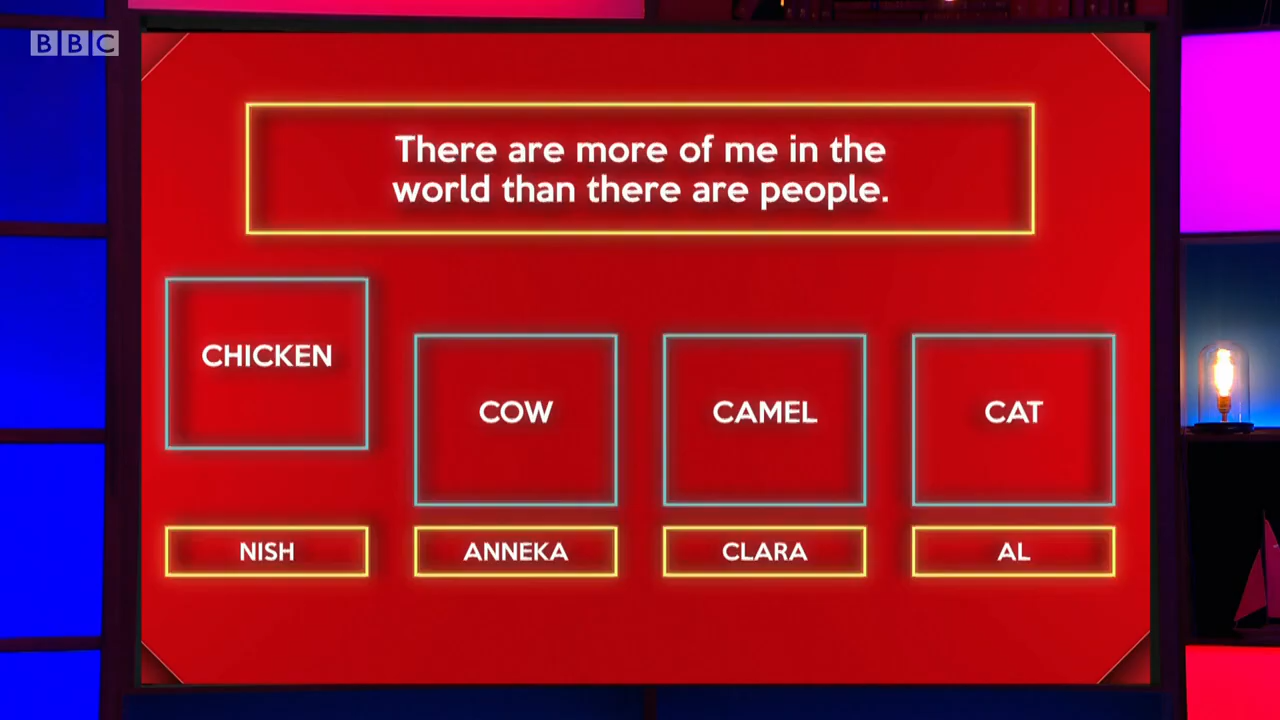 BBC
There are more of me in the
world than there are people.
CHICKEN
COW
CAMEL
CAT
NISH
ANNEKA
CLARA
AL